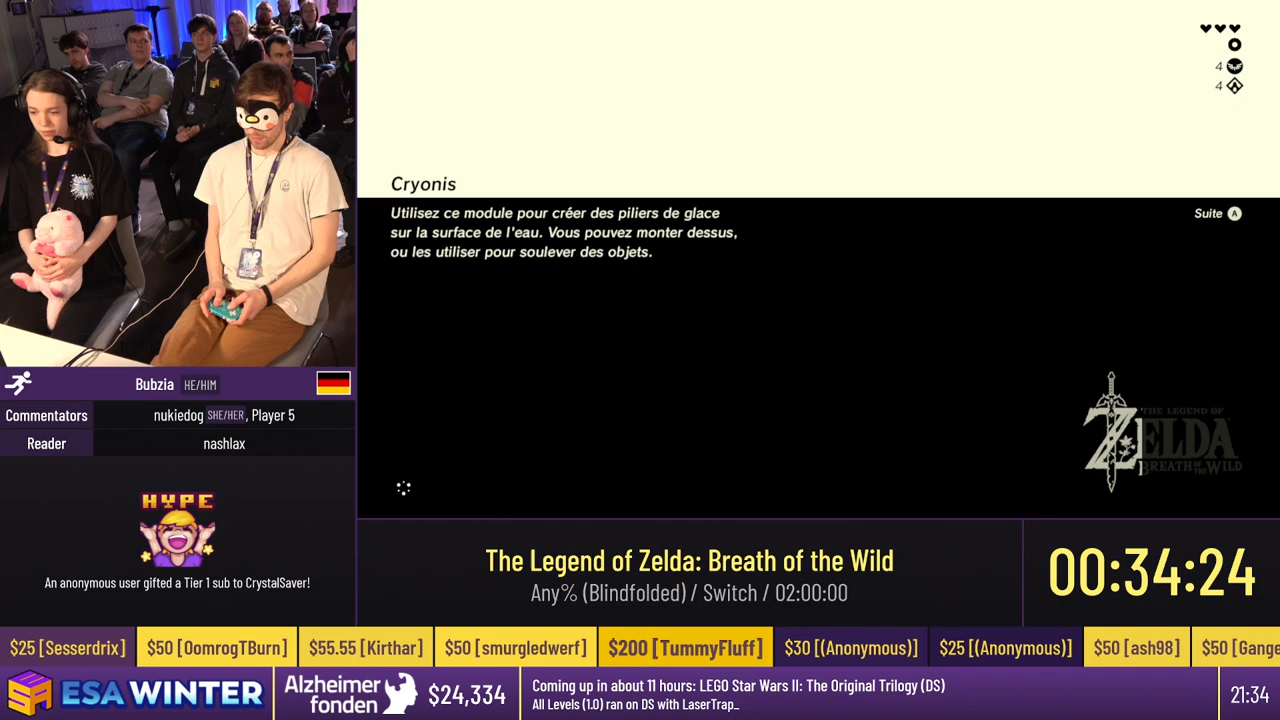 4
4
Cryonis
Utilisez ce module pour créer des piliers de glace
sur la surface de l'eau. Vous pouvez monter dessus,
ou les utiliser pour soulever des objets.
Suite A
THE LEGEND OF
ZELDA
BREATH OF THE WILD
Bubzia HE/HIM
Commentators nukiedog SHE/HER, Player 5
Reader nashlax
HYPE
An anonymous user gifted a Tier 1 sub to CrystalSaver!
The Legend of Zelda: Breath of the Wild
Any% (Blindfolded) / Switch / 02:00:00
00:34:24
$25 [Sesserdrix] $50 [OomrogTBurn] $55.55 [Kirthar] $50 [smurgledwerf] $200 [TummyFluff] $30 [(Anonymous)] $25 [(Anonymous)] $50 [ash98] $50 [Gange
ESA WINTER
Alzheimer
fonden
$24,334
Coming up in about 11 hours: LEGO Star Wars II: The Original Trilogy (DS)
All Levels (1.0) ran on DS with LaserTrap_
21:34